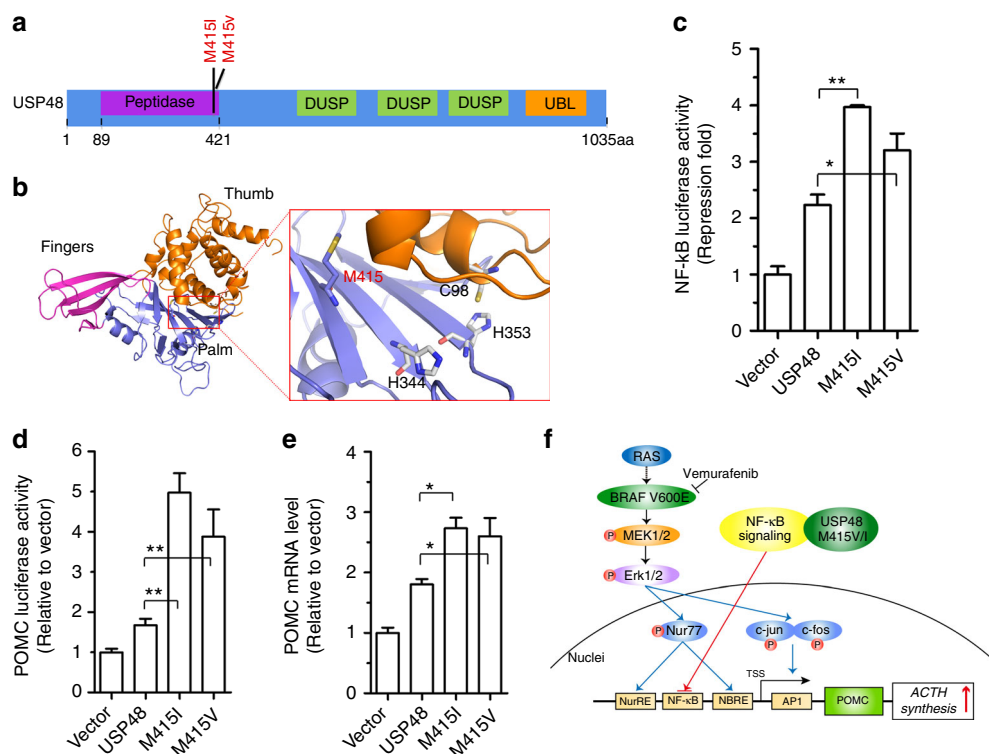 a
M415I
M415v
USP48
Peptidase
DUSP
DUSP
DUSP
UBL
1
89
421
1035aa
b
Thumb
Fingers
Palm
M415
C98
H353
H344
c
NF-kB luciferase activity
(Repression fold)
5
4
3
2
1
0
**
*
Vector
USP48
M415I
M415V
d
POMC luciferase activity
(Relative to vector)
6
5
4
3
2
1
0
**
**
Vector
USP48
M415I
M415V
e
POMC mRNA level
(Relative to vector)
4
3
2
1
0
*
*
Vector
USP48
M415I
M415V
f
RAS
Vemurafenib
BRAF V600E
P MEK1/2
P Erk1/2
NF-κB
signaling
USP48
M415V/I
Nuclei
P Nur77
c-jun
c-fos
P
P
TSS
NurRE
NF-κB
NBRE
AP1
POMC
ACTH
synthesis